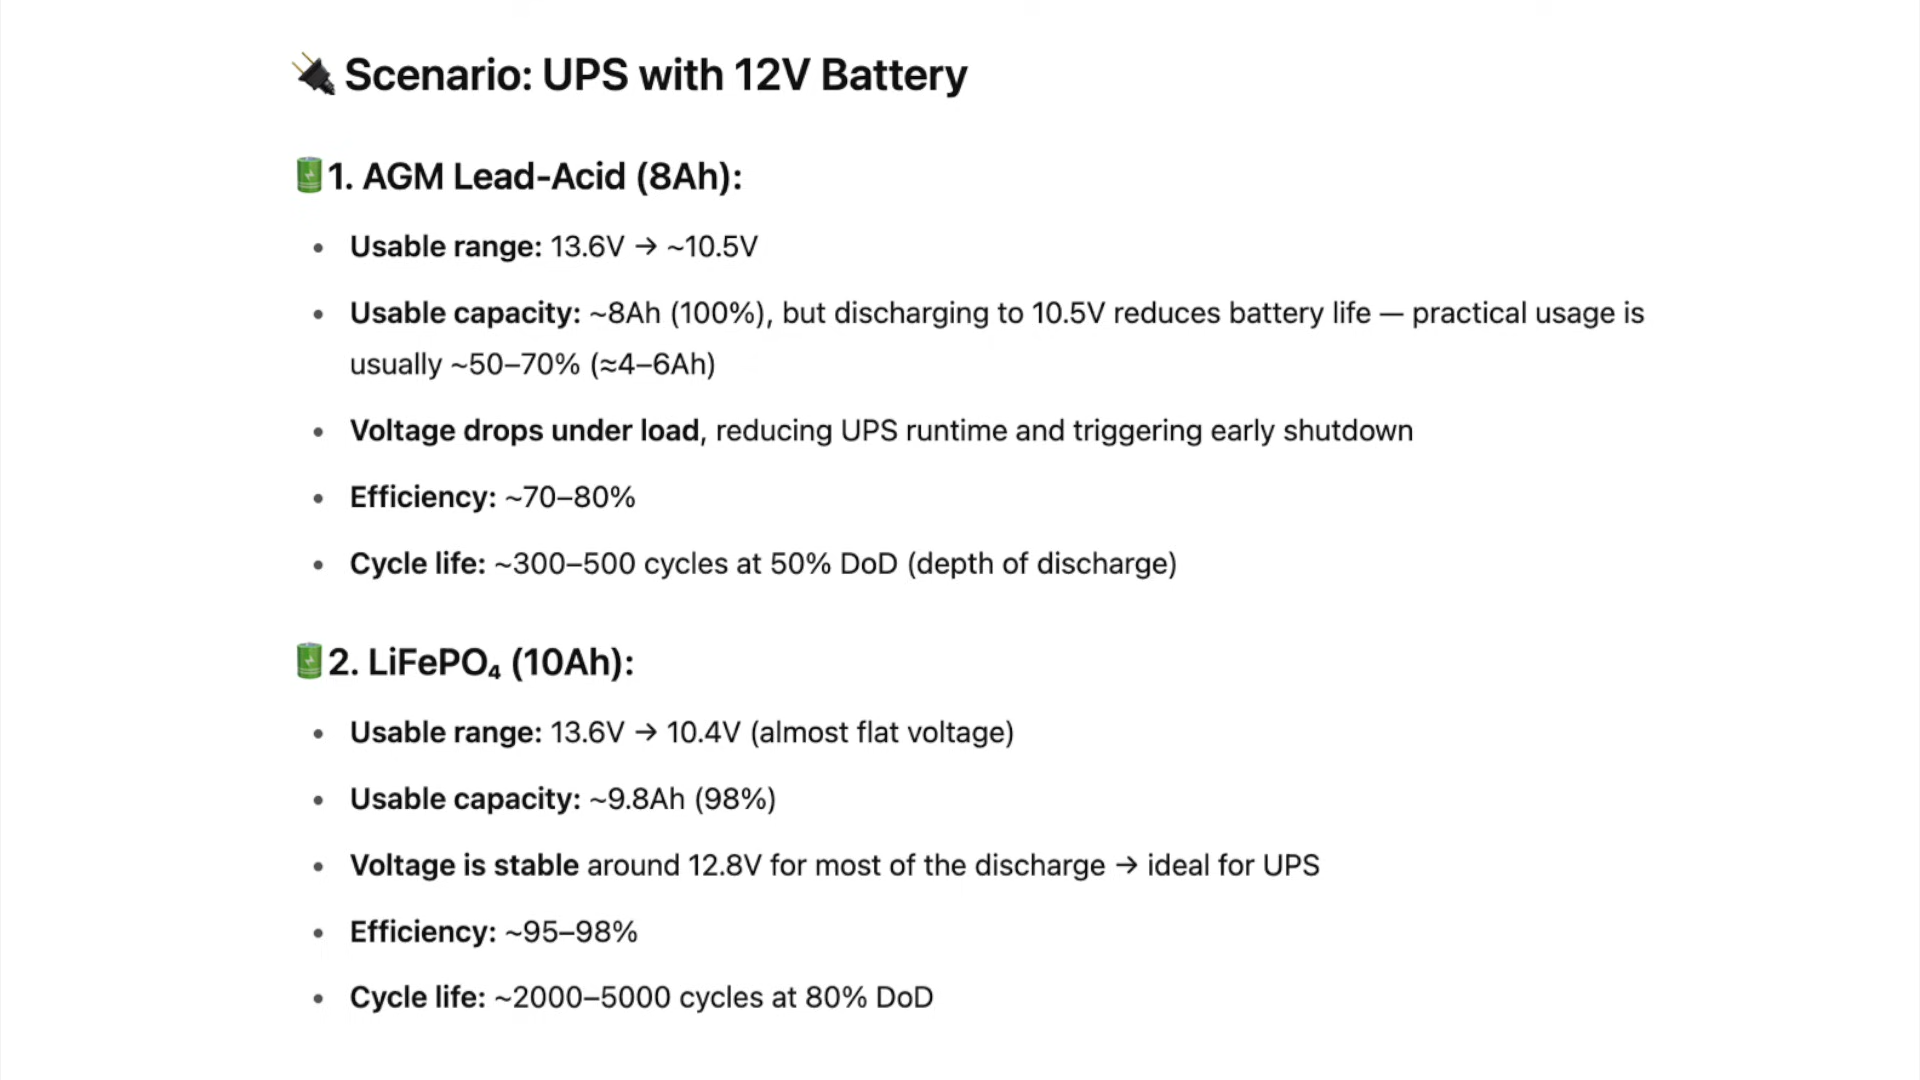 Scenario: UPS with 12V Battery
1. AGM Lead-Acid (8Ah):
• Usable range: 13.6V → ~10.5V
• Usable capacity: ~8Ah (100%), but discharging to 10.5V reduces battery life — practical usage is
usually ~50–70% (≈4–6Ah)
• Voltage drops under load, reducing UPS runtime and triggering early shutdown
• Efficiency: ~70–80%
• Cycle life: ~300–500 cycles at 50% DoD (depth of discharge)
2. LiFePO₄ (10Ah):
• Usable range: 13.6V → 10.4V (almost flat voltage)
• Usable capacity: ~9.8Ah (98%)
• Voltage is stable around 12.8V for most of the discharge → ideal for UPS
• Efficiency: ~95–98%
• Cycle life: ~2000–5000 cycles at 80% DoD